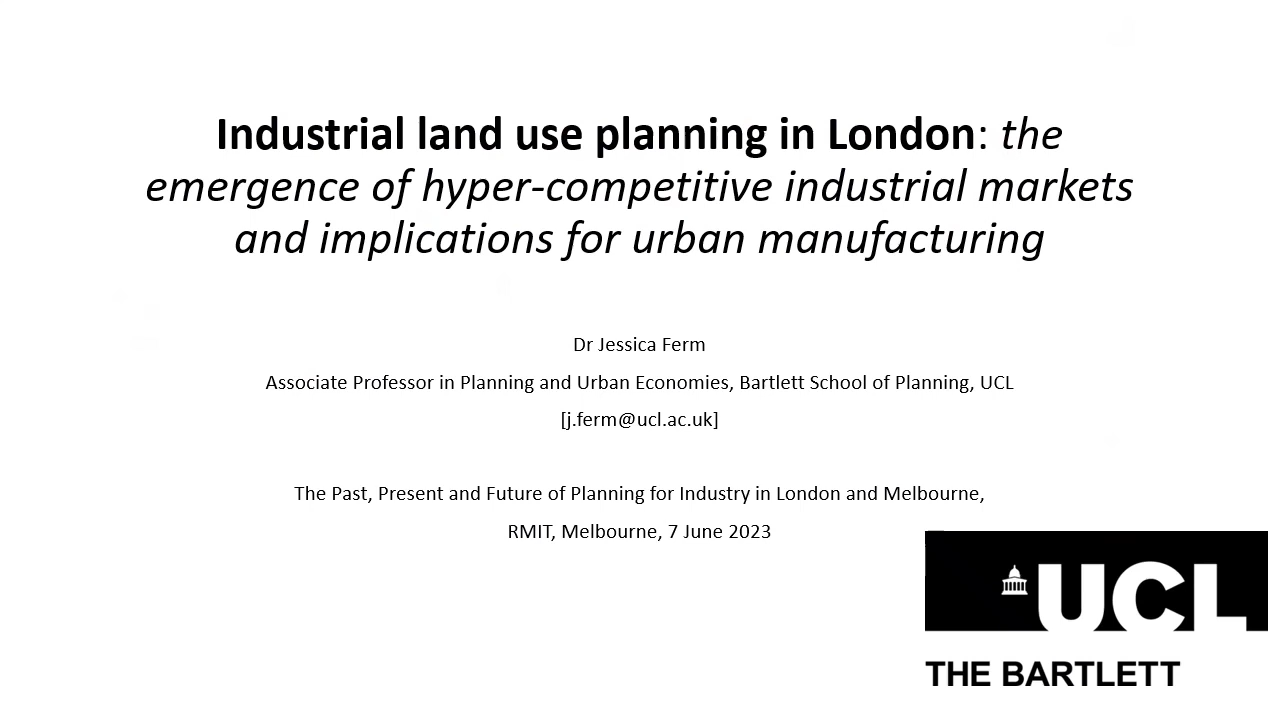 Industrial land use planning in London: the
emergence of hyper-competitive industrial markets
and implications for urban manufacturing
Dr Jessica Ferm
Associate Professor in Planning and Urban Economies, Bartlett School of Planning, UCL
[j.ferm@ucl.ac.uk]
The Past, Present and Future of Planning for Industry in London and Melbourne,
RMIT, Melbourne, 7 June 2023
UCL
THE BARTLETT